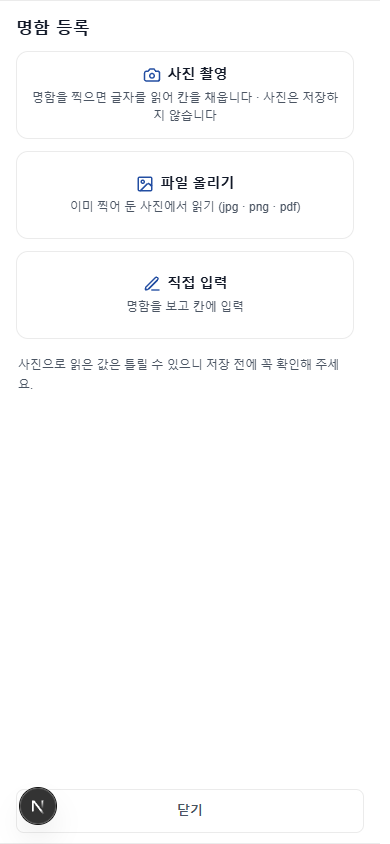 명함 등록
사진 촬영
명함을 찍으면 글자를 읽어 칸을 채웁니다 · 사진은 저장하
지 않습니다
파일 올리기
이미 찍어 둔 사진에서 읽기 (jpg · png · pdf)
직접 입력
명함을 보고 칸에 입력
사진으로 읽은 값은 틀릴 수 있으니 저장 전에 꼭 확인해 주세
요.
N
닫기